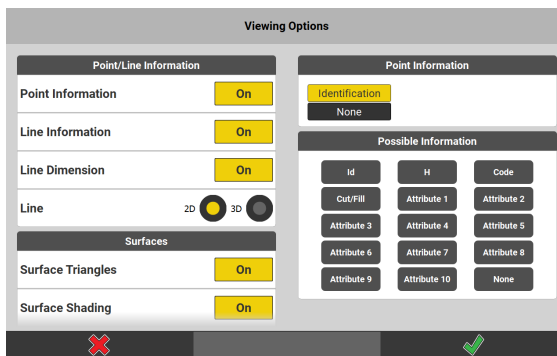 Viewing Options
Point/Line Information
Point Information On
Line Information On
Line Dimension On
Line 2D 3D
Surfaces
Surface Triangles On
Surface Shading On
Point Information
Identification
None
Possible Information
Id H Code
Cut/Fill Attribute 1 Attribute 2
Attribute 3 Attribute 4 Attribute 5
Attribute 6 Attribute 7 Attribute 8
Attribute 9 Attribute 10 None